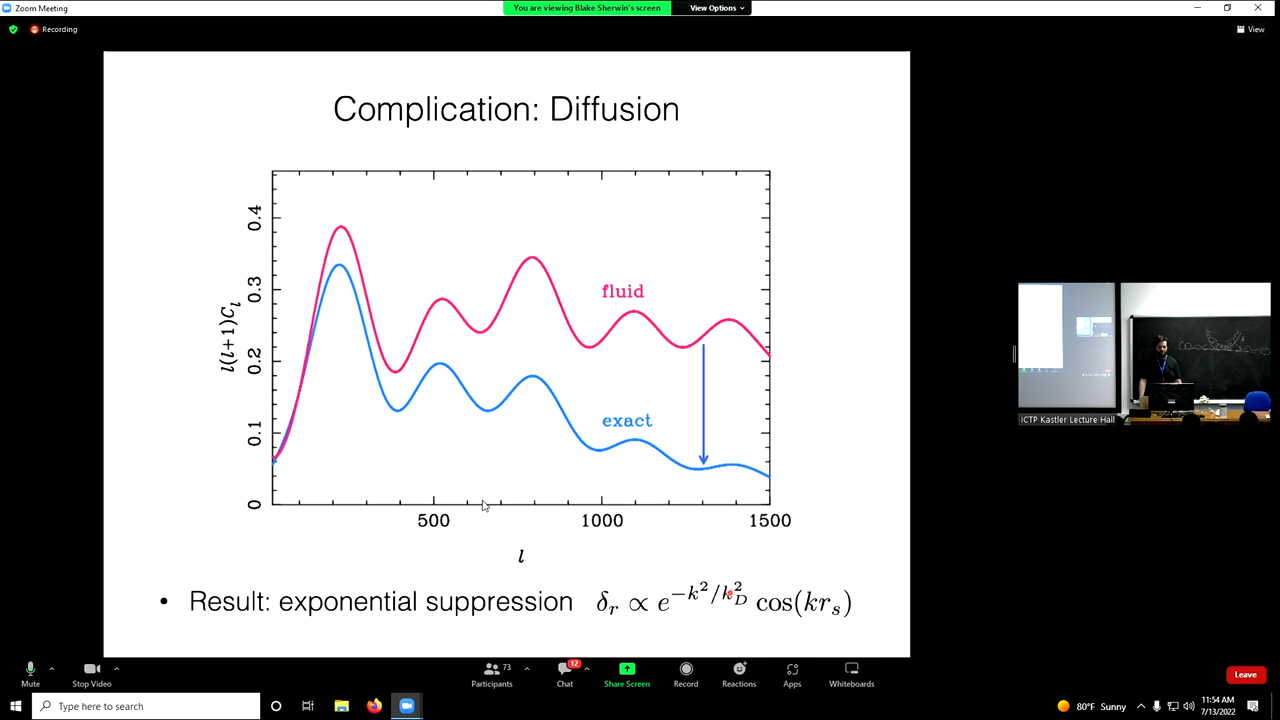 Zoom Meeting
You are viewing Blake Sherwin's screen
View Options
Recording
View
Complication: Diffusion
l(l+1)C_l
0.4
0.3
0.2
0.1
0
fluid
exact
500
1000
1500
l
• Result: exponential suppression δ_r ∝ e^{-k^2/k_D^2} cos(kr_s)
ICTP Kastler Lecture Hall
Mute
Stop Video
Participants
73
Chat
12
Share Screen
Record
Reactions
Apps
Whiteboards
Leave
Type here to search
80°F Sunny
11:54 AM
7/13/2022